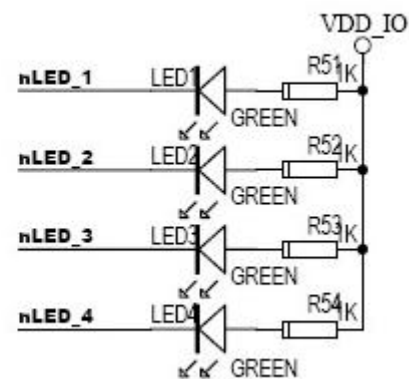 VDD_IO
nLED_1 LED1 GREEN R51 1K
nLED_2 LED2 GREEN R52 1K
nLED_3 LED3 GREEN R53 1K
nLED_4 LED4 GREEN R54 1K